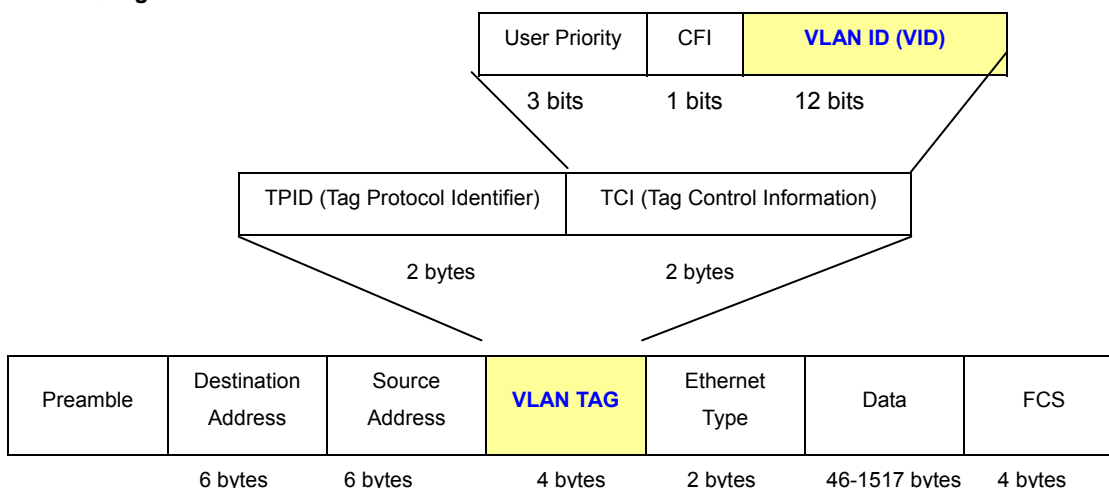 User Priority CFI VLAN ID (VID)
3 bits 1 bits 12 bits
TPID (Tag Protocol Identifier) TCI (Tag Control Information)
2 bytes 2 bytes
Preamble Destination Address Source Address VLAN TAG Ethernet Type Data FCS
6 bytes 6 bytes 4 bytes 2 bytes 46-1517 bytes 4 bytes